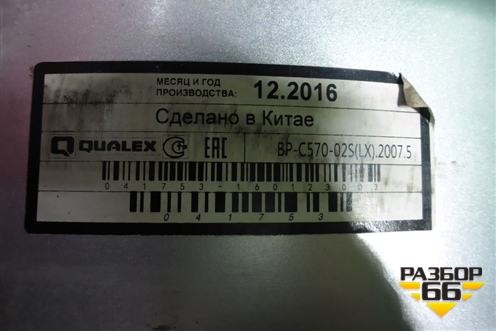 МЕСЯЦ И ГОД
ПРОИЗВОДСТВА: 12.2016
Сделано в Китае
QUALEX EAC BP-C570-02S(LX).2007.5
041753-16012300
041753
РАЗБОР
66